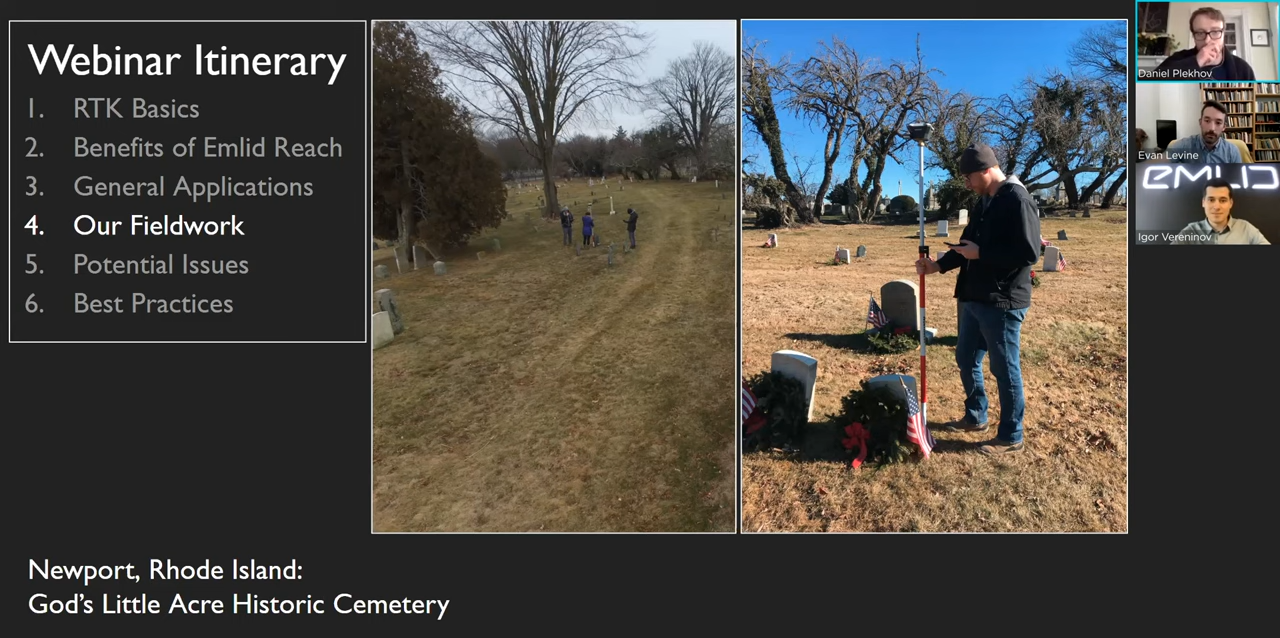 Webinar Itinerary
1. RTK Basics
2. Benefits of Emlid Reach
3. General Applications
4. Our Fieldwork
5. Potential Issues
6. Best Practices
Newport, Rhode Island:
God's Little Acre Historic Cemetery
Daniel Plekhov
Evan Levine
EMLID
Igor Vereninov